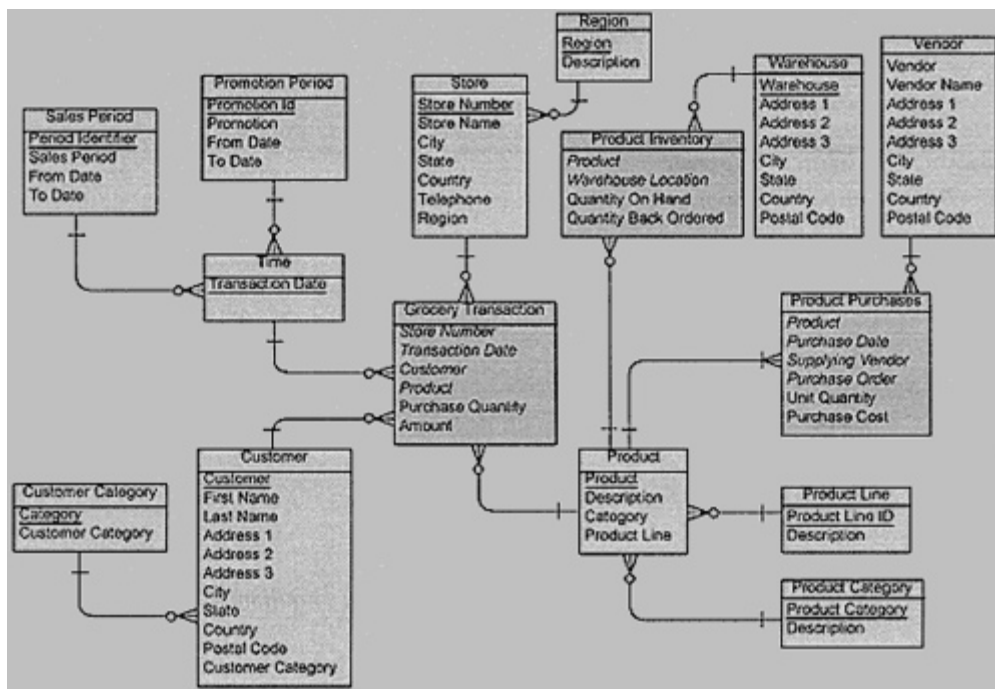 Region
Region
Description
Store
Store Number
Store Name
City
State
Country
Telephone
Region
Warehouse
Warehouse
Address 1
Address 2
Address 3
City
State
Country
Postal Code
Vendor
Vendor
Vendor Name
Address 1
Address 2
Address 3
City
State
Country
Postal Code
Promotion Period
Promotion Id
Promotion
From Date
To Date
Sales Period
Period Identifier
Sales Period
From Date
To Date
Product Inventory
Product
Warehouse Location
Quantity On Hand
Quantity Back Ordered
Time
Transaction Date
Grocery Transaction
Store Number
Transaction Date
Customer
Product
Purchase Quantity
Amount
Product Purchases
Product
Purchase Date
Supplying Vendor
Purchase Order
Unit Quantity
Purchase Cost
Customer
Customer
First Name
Last Name
Address 1
Address 2
Address 3
City
State
Country
Postal Code
Customer Category
Customer Category
Category
Customer Category
Product
Product
Description
Category
Product Line
Product Line
Product Line ID
Description
Product Category
Product Category
Description